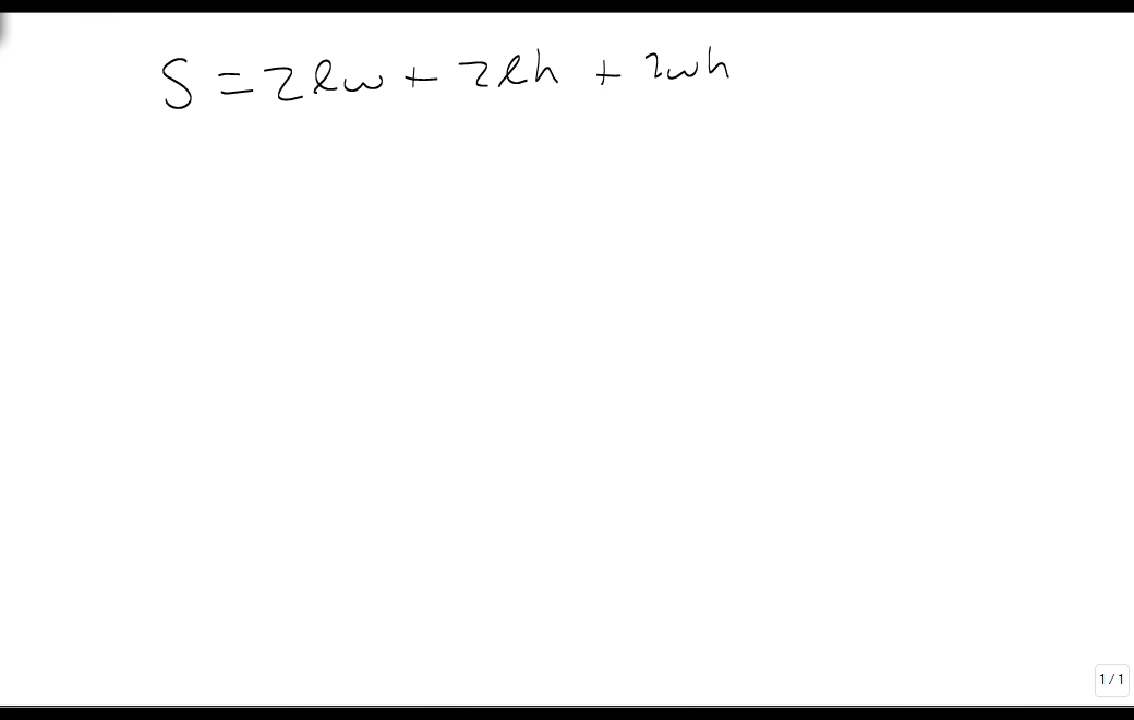 S = 2lw + 2lh + 2wh
1 / 1